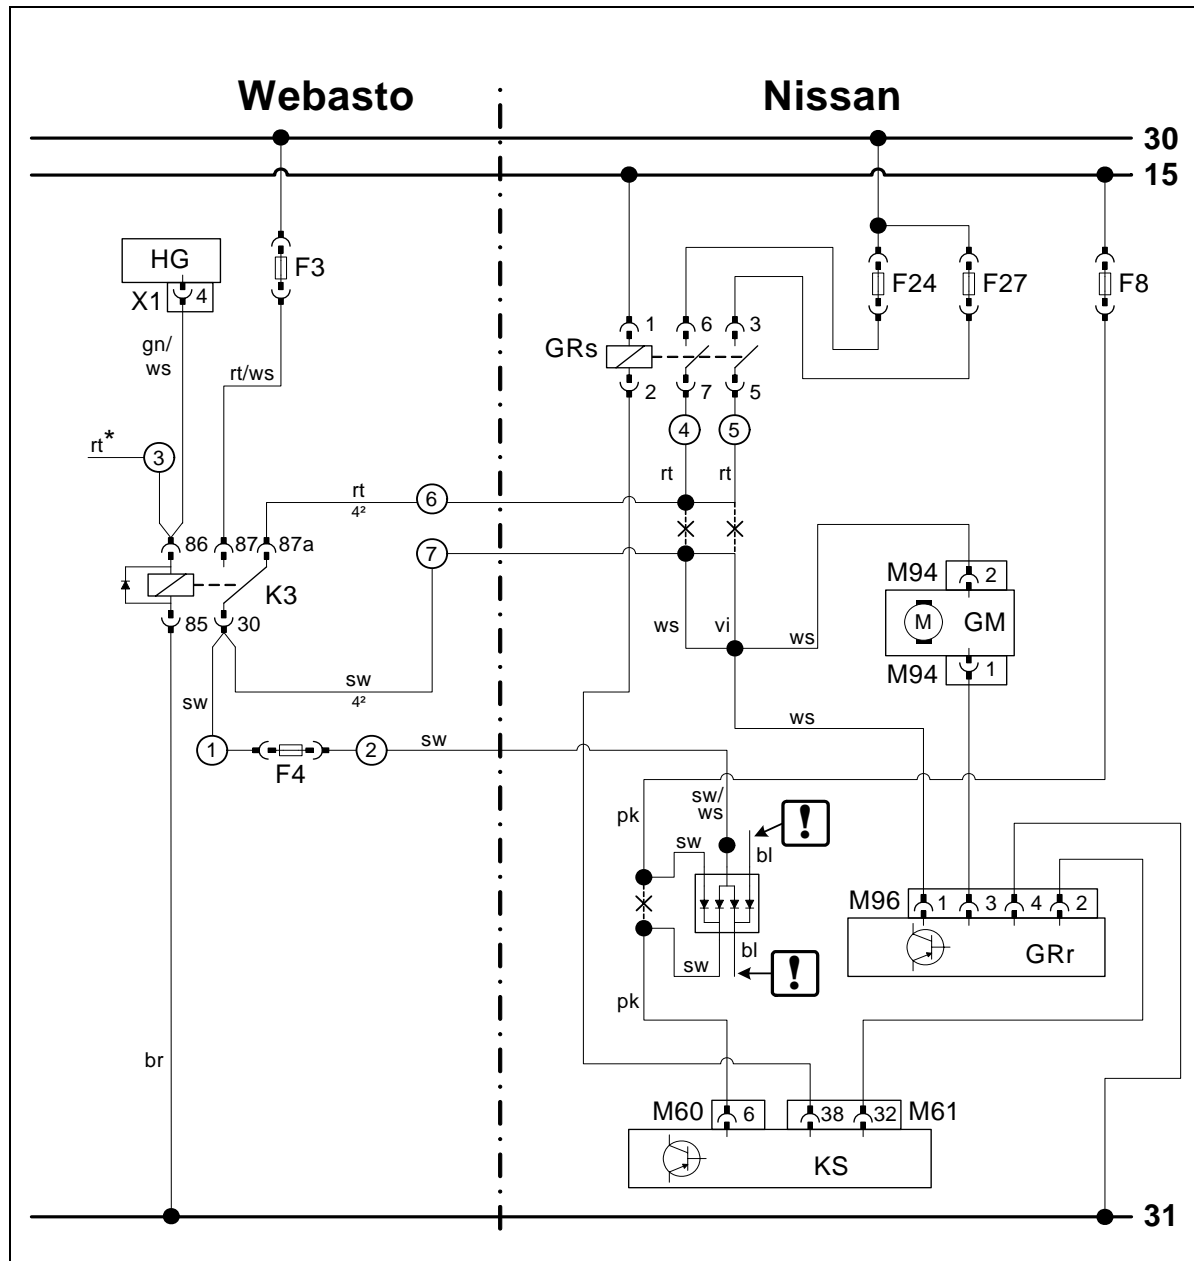 Webasto Nissan
30
15
HG
X1 4
F3
F24 F27 F8
gn/
ws
rt/ws
GRs
1 6 3
2 7 5
4 5
rt*
3
rt rt
rt
4²
6
86 87 87a
7
K3
85 30
M94 2
M GM
M94 1
ws vi ws
sw
4²
sw
ws
1 2 sw
F4
sw/
ws
pk
!
sw
bl
M96 1 3 4 2
GRr
bl
sw
!
pk
br
M60 6 38 32 M61
KS
31